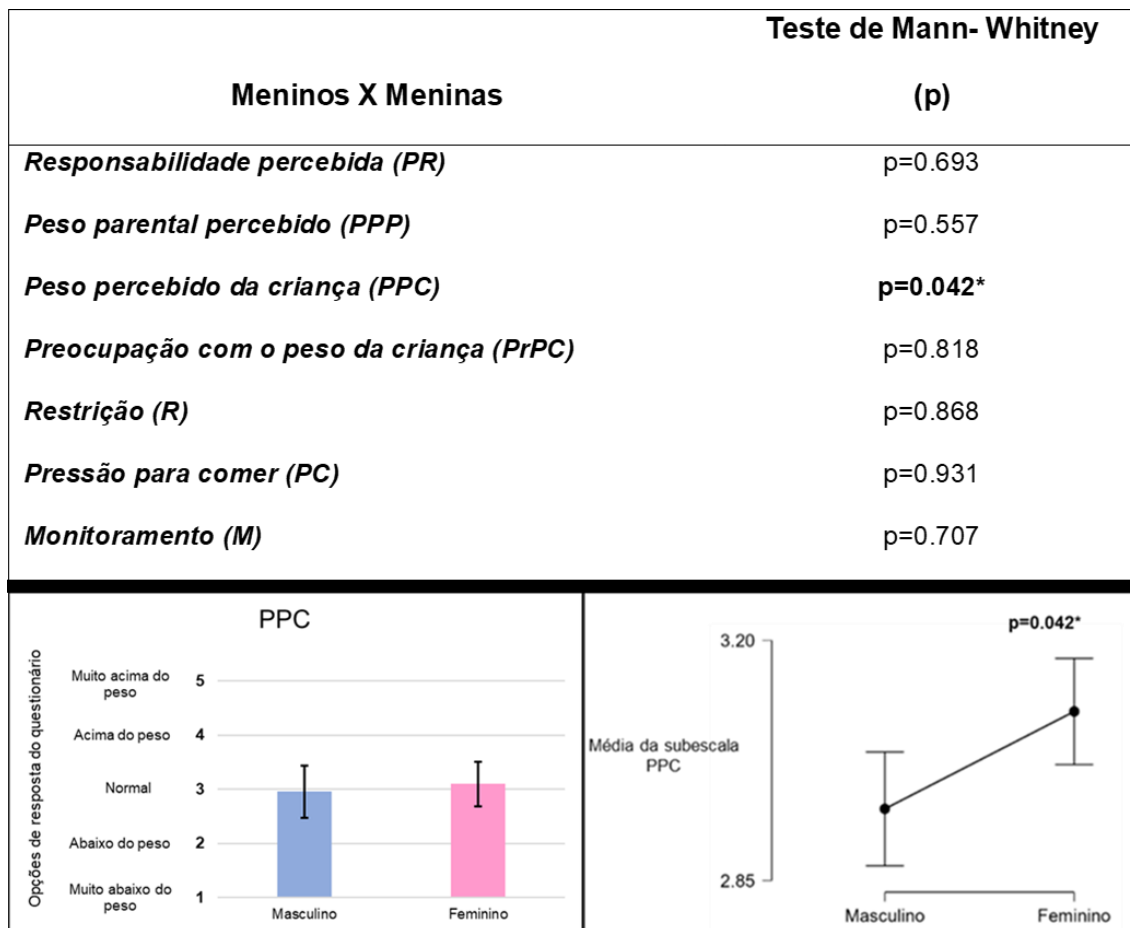 Teste de Mann- Whitney
Meninos X Meninas
(p)
Responsabilidade percebida (PR)
p=0.693
Peso parental percebido (PPP)
p=0.557
Peso percebido da criança (PPC)
p=0.042*
Preocupação com o peso da criança (PrPC)
p=0.818
Restrição (R)
p=0.868
Pressão para comer (PC)
p=0.931
Monitoramento (M)
p=0.707
PPC
Opções de resposta do questionário
Muito acima do
peso
5
Acima do peso
4
Normal
3
Abaixo do peso
2
Muito abaixo do
peso
1
Masculino
Feminino
p=0.042*
3.20
Média da subescala
PPC
2.85
Masculino
Feminino